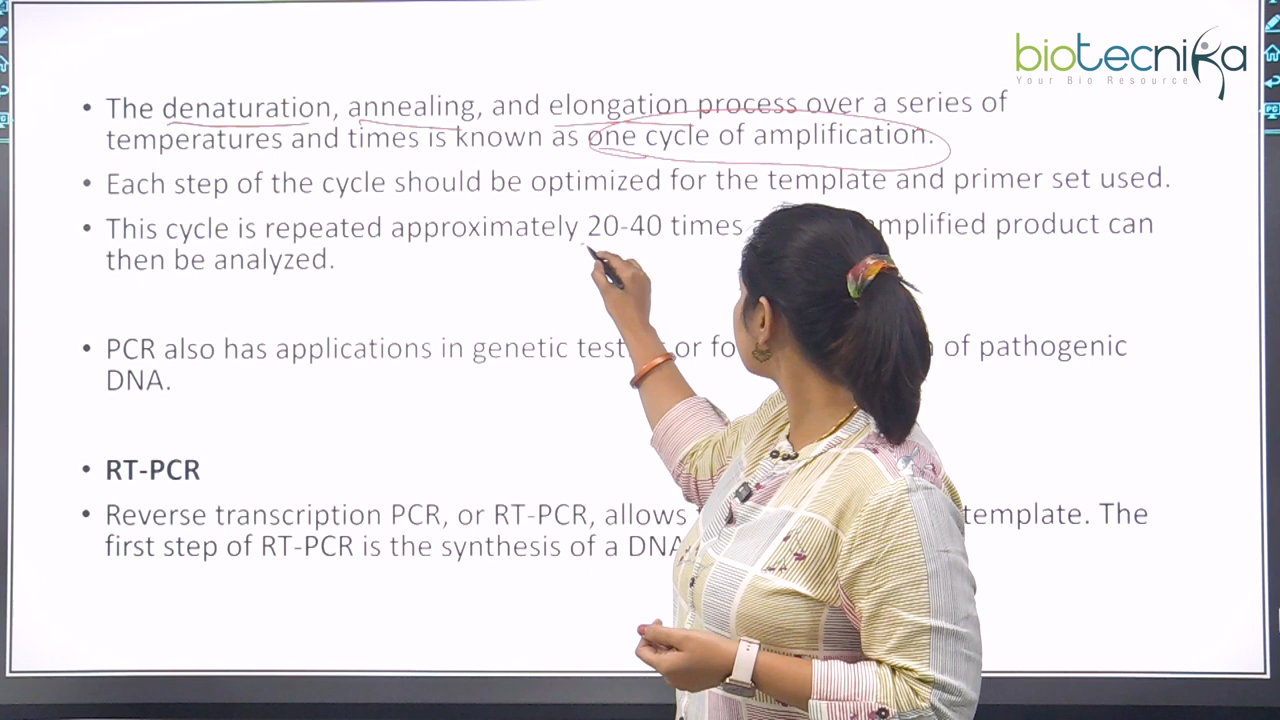 biotecnika
Your Bio Resource
• The denaturation, annealing, and elongation process over a series of
temperatures and times is known as one cycle of amplification.
• Each step of the cycle should be optimized for the template and primer set used.
• This cycle is repeated approximately 20-40 times amplified product can
then be analyzed.
• PCR also has applications in genetic or of pathogenic
DNA.
• RT-PCR
• Reverse transcription PCR, or RT-PCR, allows template. The
first step of RT-PCR is the synthesis of a DNA
PC
PC